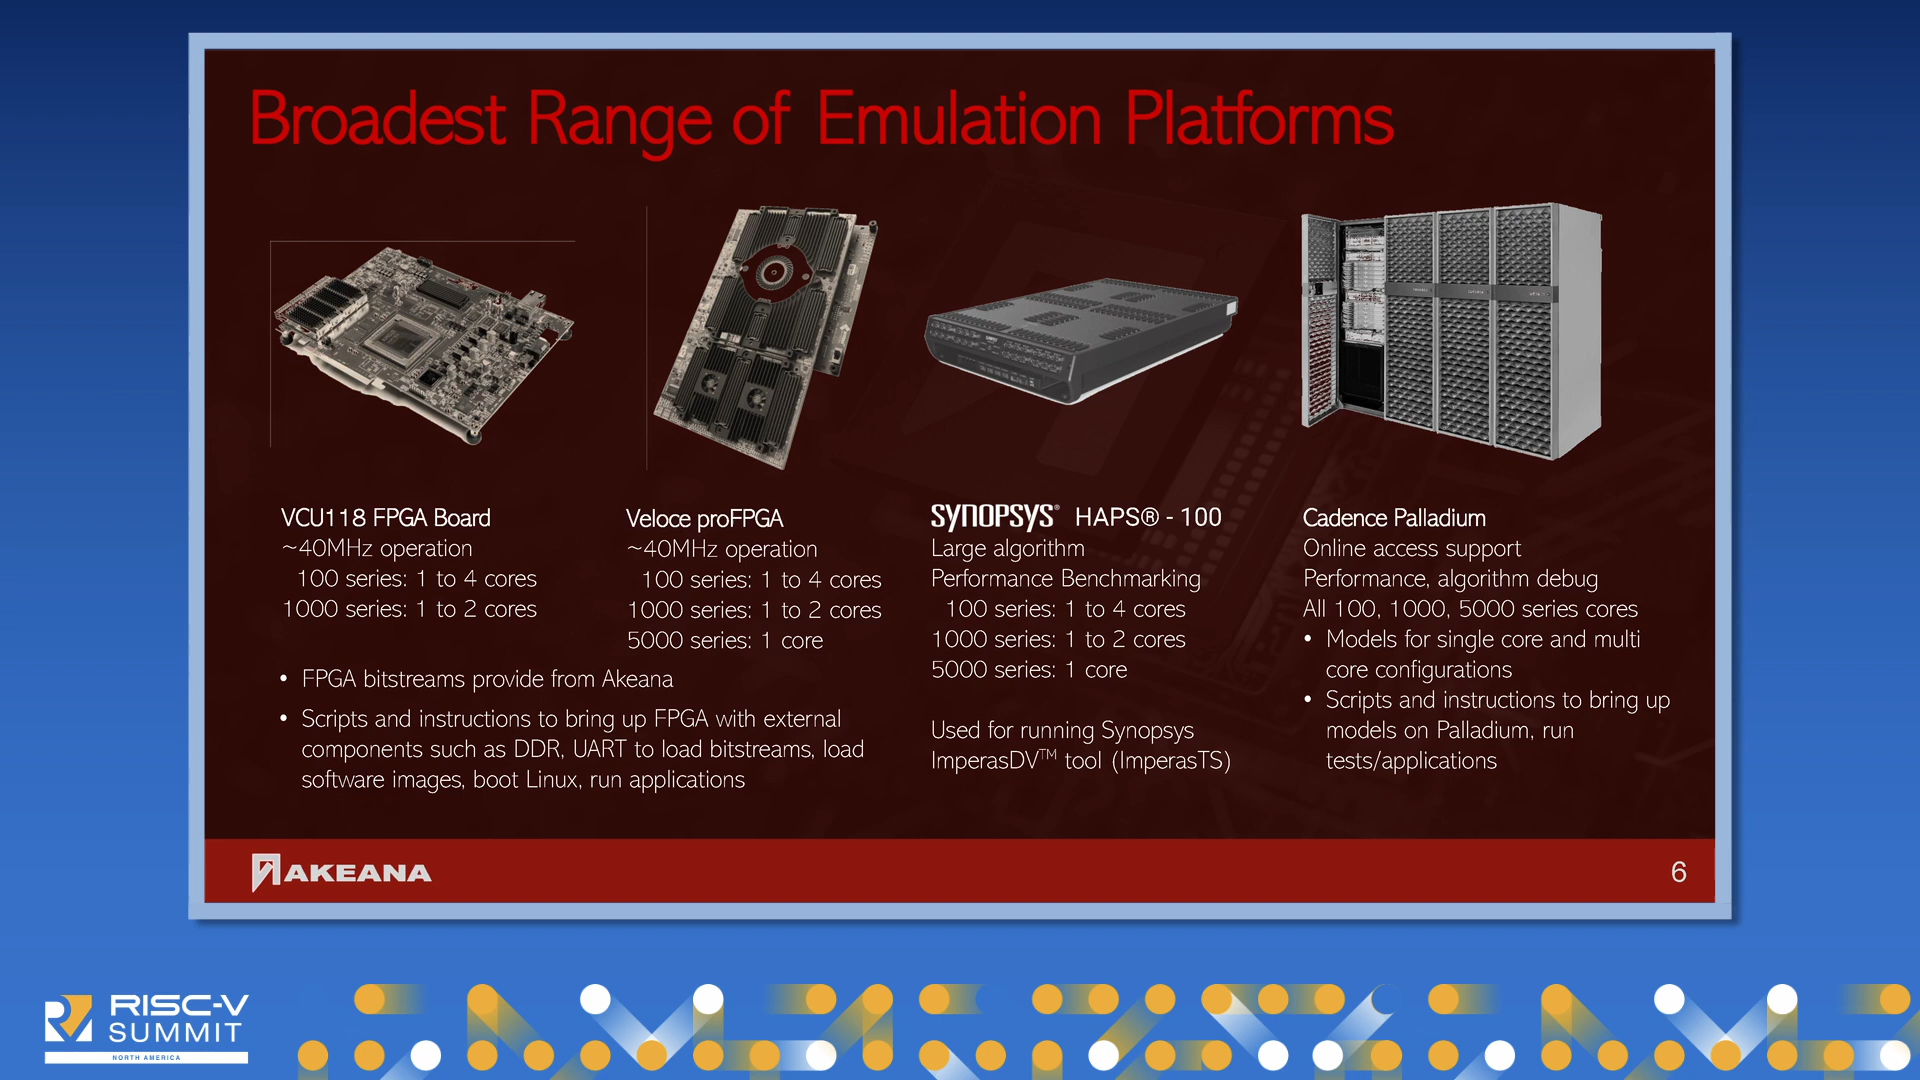 Broadest Range of Emulation Platforms
VCU118 FPGA Board
~40MHz operation
100 series: 1 to 4 cores
1000 series: 1 to 2 cores
Veloce proFPGA
~40MHz operation
100 series: 1 to 4 cores
1000 series: 1 to 2 cores
5000 series: 1 core
• FPGA bitstreams provide from Akeana
• Scripts and instructions to bring up FPGA with external
components such as DDR, UART to load bitstreams, load
software images, boot Linux, run applications
SYNOPSYS® HAPS® - 100
Large algorithm
Performance Benchmarking
100 series: 1 to 4 cores
1000 series: 1 to 2 cores
5000 series: 1 core
Used for running Synopsys
ImperasDV™ tool (ImperasTS)
Cadence Palladium
Online access support
Performance, algorithm debug
All 100, 1000, 5000 series cores
• Models for single core and multi
core configurations
• Scripts and instructions to bring up
models on Palladium, run
tests/applications
AKEANA
6
RISC-V
SUMMIT
NORTH AMERICA